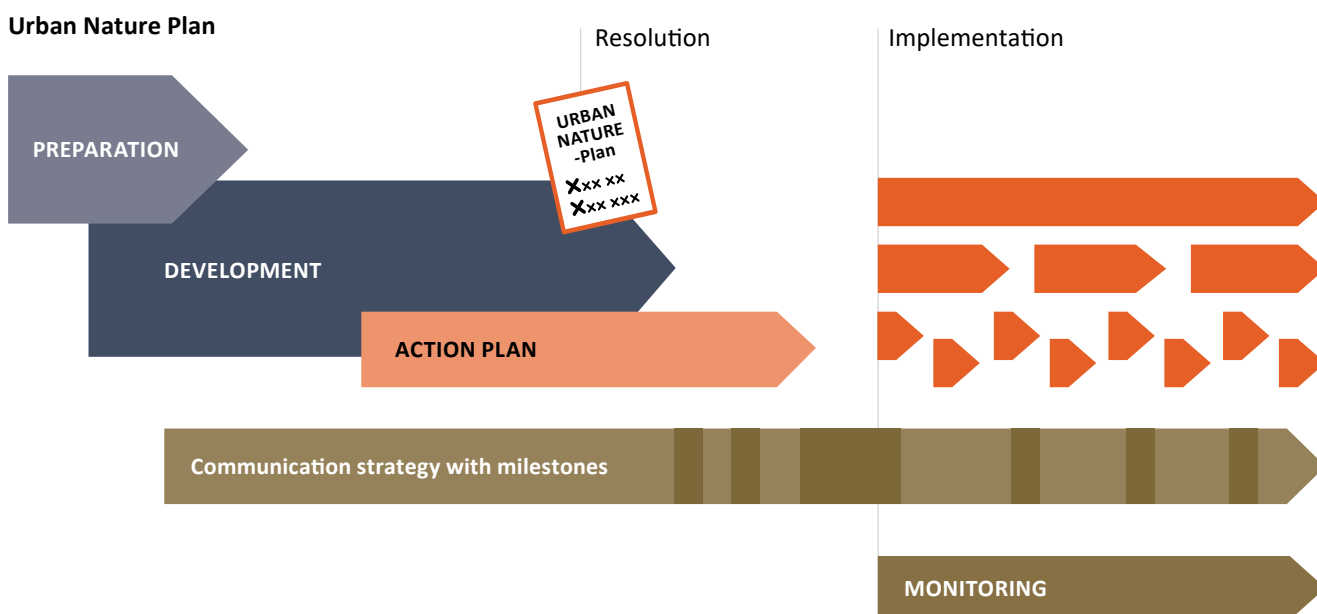 Urban Nature Plan
Resolution
Implementation
PREPARATION
URBAN
NATURE
-Plan
Xxx xx
Xxx xxx
DEVELOPMENT
ACTION PLAN
Communication strategy with milestones
MONITORING